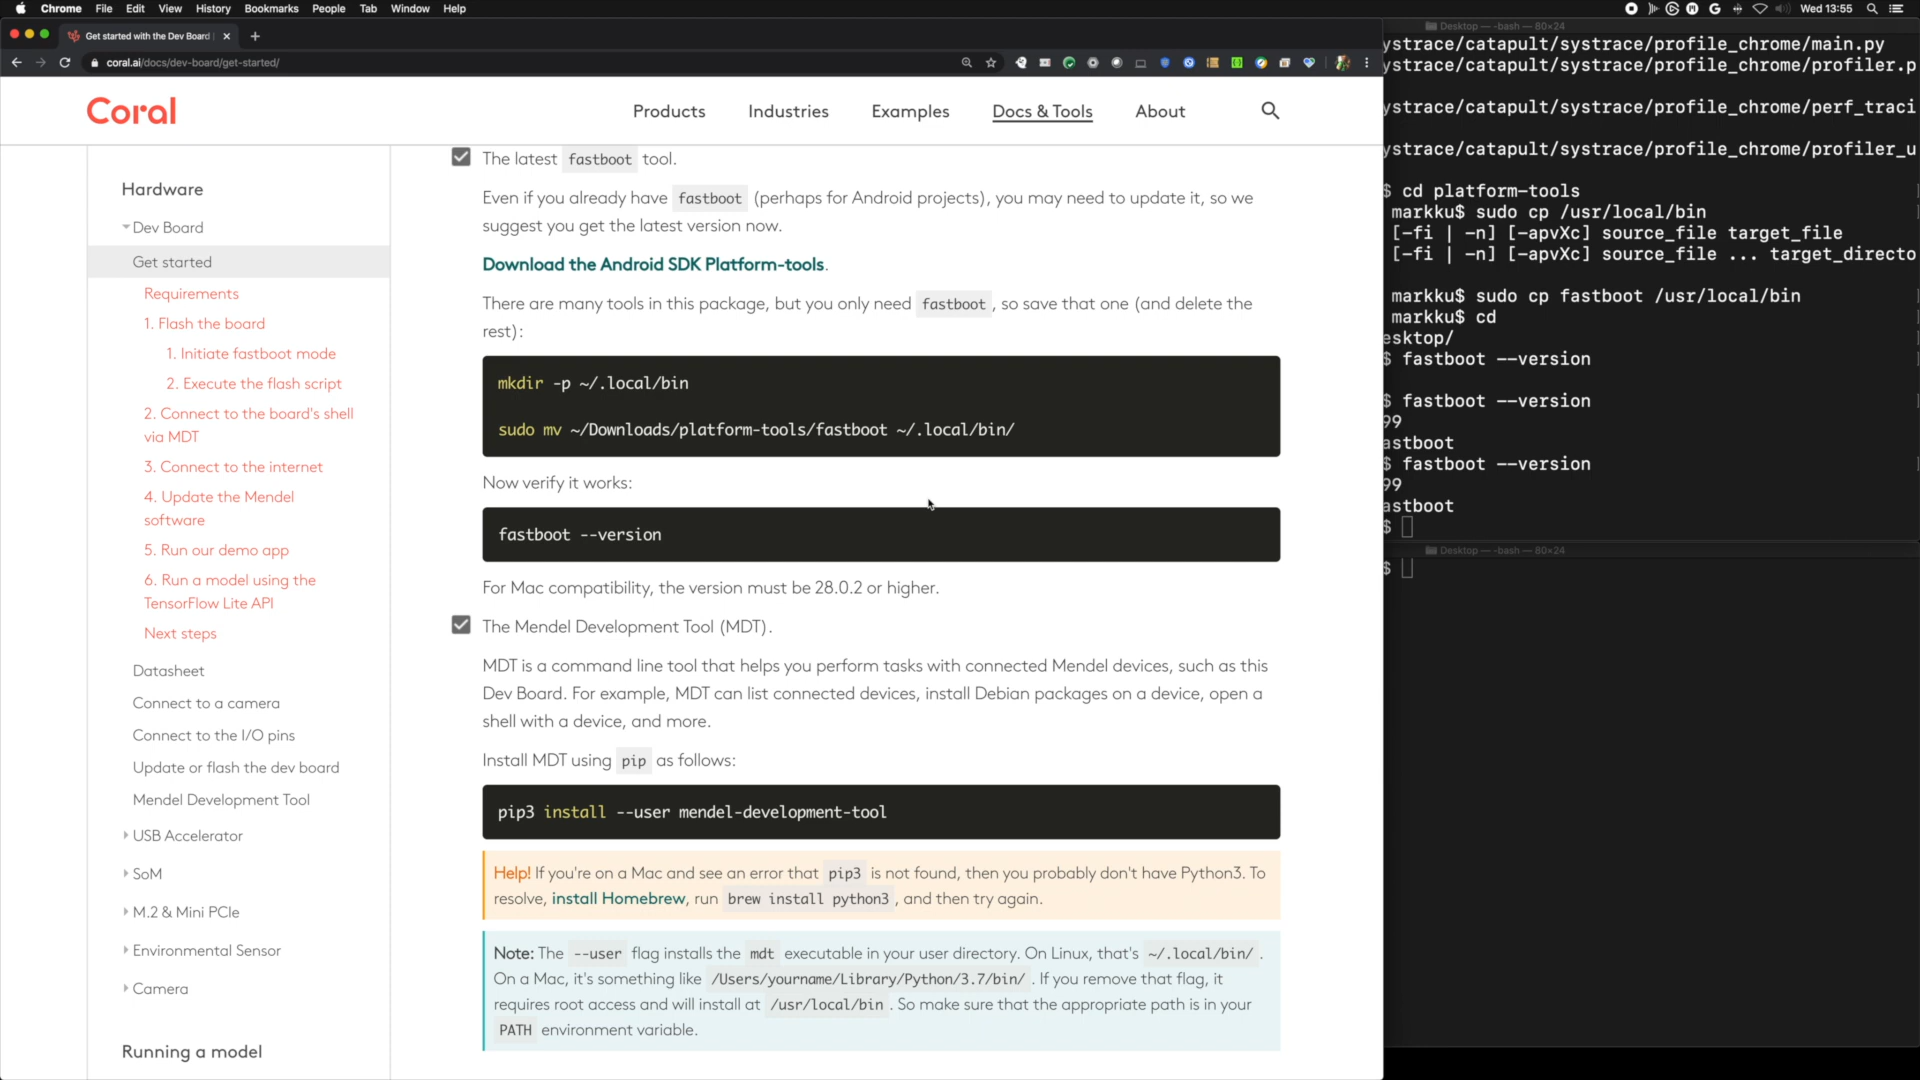 Chrome File Edit View History Bookmarks People Tab Window Help
Wed 13:55
Get started with the Dev Board
coral.ai/docs/dev-board/get-started/
Coral
Products Industries Examples Docs & Tools About
Hardware
Dev Board
Get started
Requirements
1. Flash the board
1. Initiate fastboot mode
2. Execute the flash script
2. Connect to the board's shell
via MDT
3. Connect to the internet
4. Update the Mendel
software
5. Run our demo app
6. Run a model using the
TensorFlow Lite API
Next steps
Datasheet
Connect to a camera
Connect to the I/O pins
Update or flash the dev board
Mendel Development Tool
USB Accelerator
SoM
M.2 & Mini PCIe
Environmental Sensor
Camera
Running a model
The latest fastboot tool.
Even if you already have fastboot (perhaps for Android projects), you may need to update it, so we
suggest you get the latest version now.
Download the Android SDK Platform-tools.
There are many tools in this package, but you only need fastboot, so save that one (and delete the
rest):
mkdir -p ~/.local/bin
sudo mv ~/Downloads/platform-tools/fastboot ~/.local/bin/
Now verify it works:
fastboot --version
For Mac compatibility, the version must be 28.0.2 or higher.
The Mendel Development Tool (MDT).
MDT is a command line tool that helps you perform tasks with connected Mendel devices, such as this
Dev Board. For example, MDT can list connected devices, install Debian packages on a device, open a
shell with a device, and more.
Install MDT using pip as follows:
pip3 install --user mendel-development-tool
Help! If you're on a Mac and see an error that pip3 is not found, then you probably don't have Python3. To
resolve, install Homebrew, run brew install python3, and then try again.
Note: The --user flag installs the mdt executable in your user directory. On Linux, that's ~/.local/bin/.
On a Mac, it's something like /Users/yourname/Library/Python/3.7/bin/. If you remove that flag, it
requires root access and will install at /usr/local/bin. So make sure that the appropriate path is in your
PATH environment variable.
Desktop — -bash — 80×24
ystrace/catapult/systrace/profile_chrome/main.py
ystrace/catapult/systrace/profile_chrome/profiler.p
ystrace/catapult/systrace/profile_chrome/perf_traci
ystrace/catapult/systrace/profile_chrome/profiler_u
$ cd platform-tools
markku$ sudo cp /usr/local/bin
[-fi | -n] [-apvXc] source_file target_file
[-fi | -n] [-apvXc] source_file ... target_directo
markku$ sudo cp fastboot /usr/local/bin
markku$ cd
esktop/
$ fastboot --version
$ fastboot --version
99
astboot
$ fastboot --version
99
astboot
$
Desktop — -bash — 80×24
$